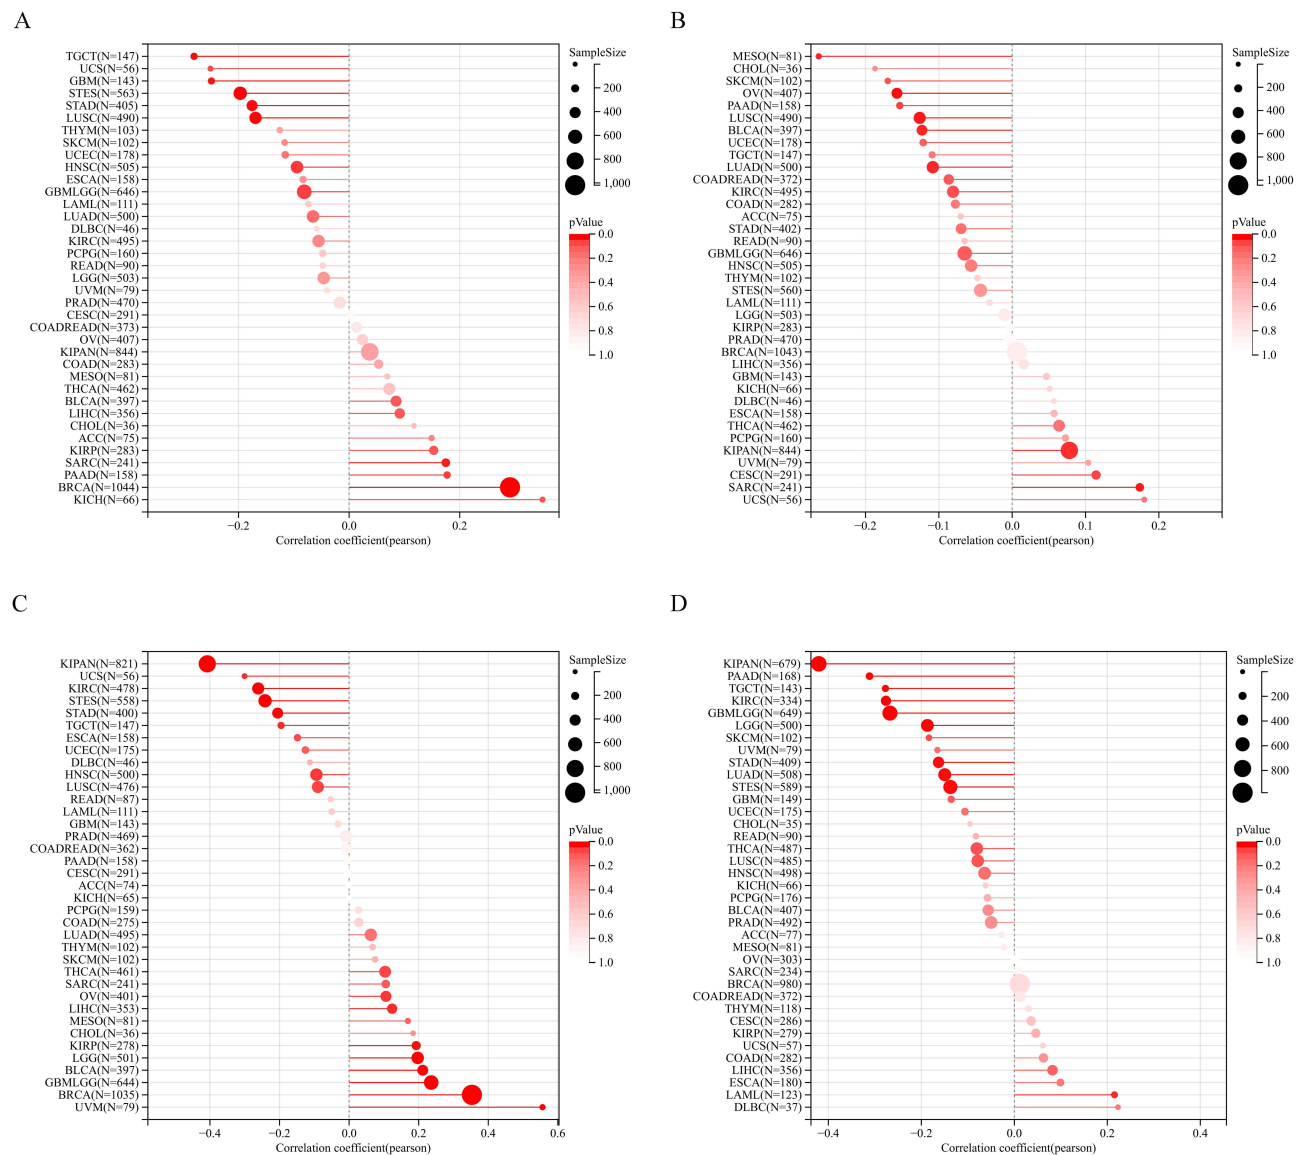 A
TGCT(N=147)
UCS(N=56)
GBM(N=143)
STES(N=563)
STAD(N=405)
LUSC(N=490)
THYM(N=103)
SKCM(N=102)
UCEC(N=178)
HNSC(N=505)
ESCA(N=158)
GBMLGG(N=646)
LAML(N=111)
LUAD(N=500)
DLBC(N=46)
KIRC(N=495)
PCPG(N=160)
READ(N=90)
LGG(N=503)
UVM(N=79)
PRAD(N=470)
CESC(N=291)
COADREAD(N=373)
OV(N=407)
KIPAN(N=844)
COAD(N=283)
MESO(N=81)
THCA(N=462)
BLCA(N=397)
LIHC(N=356)
CHOL(N=36)
ACC(N=75)
KIRP(N=283)
SARC(N=241)
PAAD(N=158)
BRCA(N=1044)
KICH(N=66)
−0.2 0.0 0.2
Correlation coefficient(pearson)
SampleSize
200
400
600
800
1,000
pValue
0.0
0.2
0.4
0.6
0.8
1.0
B
MESO(N=81)
CHOL(N=36)
SKCM(N=102)
OV(N=407)
PAAD(N=158)
LUSC(N=490)
BLCA(N=397)
UCEC(N=178)
TGCT(N=147)
LUAD(N=500)
COADREAD(N=372)
KIRC(N=495)
COAD(N=282)
ACC(N=75)
STAD(N=402)
READ(N=90)
GBMLGG(N=646)
HNSC(N=505)
THYM(N=102)
STES(N=560)
LAML(N=111)
LGG(N=503)
KIRP(N=283)
PRAD(N=470)
BRCA(N=1043)
LIHC(N=356)
GBM(N=143)
KICH(N=66)
DLBC(N=46)
ESCA(N=158)
THCA(N=462)
PCPG(N=160)
KIPAN(N=844)
UVM(N=79)
CESC(N=291)
SARC(N=241)
UCS(N=56)
−0.2 −0.1 0.0 0.1 0.2
Correlation coefficient(pearson)
SampleSize
200
400
600
800
1,000
pValue
0.0
0.2
0.4
0.6
0.8
1.0
C
KIPAN(N=821)
UCS(N=56)
KIRC(N=478)
STES(N=558)
STAD(N=400)
TGCT(N=147)
ESCA(N=158)
UCEC(N=175)
DLBC(N=46)
HNSC(N=500)
LUSC(N=476)
READ(N=87)
LAML(N=111)
GBM(N=143)
PRAD(N=469)
COADREAD(N=362)
PAAD(N=158)
CESC(N=291)
ACC(N=74)
KICH(N=65)
PCPG(N=159)
COAD(N=275)
LUAD(N=495)
THYM(N=102)
SKCM(N=102)
THCA(N=461)
SARC(N=241)
OV(N=401)
LIHC(N=353)
MESO(N=81)
CHOL(N=36)
KIRP(N=278)
LGG(N=501)
BLCA(N=397)
GBMLGG(N=644)
BRCA(N=1035)
UVM(N=79)
−0.4 −0.2 0.0 0.2 0.4 0.6
Correlation coefficient(pearson)
SampleSize
200
400
600
800
1,000
pValue
0.0
0.2
0.4
0.6
0.8
1.0
D
KIPAN(N=679)
PAAD(N=168)
TGCT(N=143)
KIRC(N=334)
GBMLGG(N=649)
LGG(N=500)
SKCM(N=102)
UVM(N=79)
STAD(N=409)
LUAD(N=508)
STES(N=589)
GBM(N=149)
UCEC(N=175)
CHOL(N=35)
READ(N=90)
THCA(N=487)
LUSC(N=485)
HNSC(N=498)
KICH(N=66)
PCPG(N=176)
BLCA(N=407)
PRAD(N=492)
ACC(N=77)
MESO(N=81)
OV(N=303)
SARC(N=234)
BRCA(N=980)
COADREAD(N=372)
THYM(N=118)
CESC(N=286)
KIRP(N=279)
UCS(N=57)
COAD(N=282)
LIHC(N=356)
ESCA(N=180)
LAML(N=123)
DLBC(N=37)
−0.4 −0.2 0.0 0.2 0.4
Correlation coefficient(pearson)
SampleSize
200
400
600
800
pValue
0.0
0.2
0.4
0.6
0.8
1.0